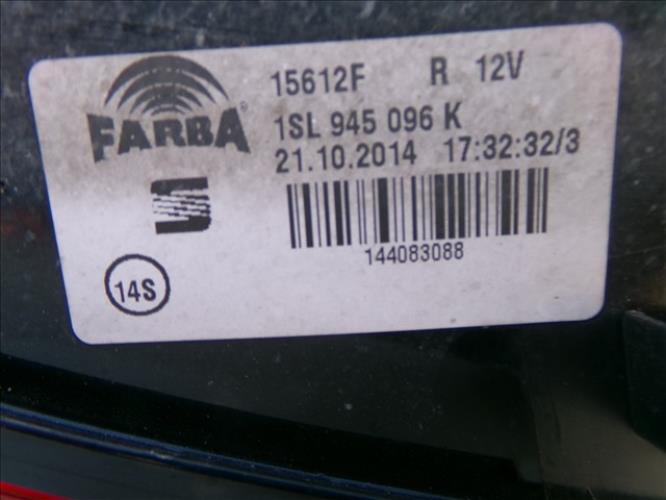 FARBA®
15612F R 12V
1SL 945 096 K
21.10.2014 17:32:32/3
144083088
14S